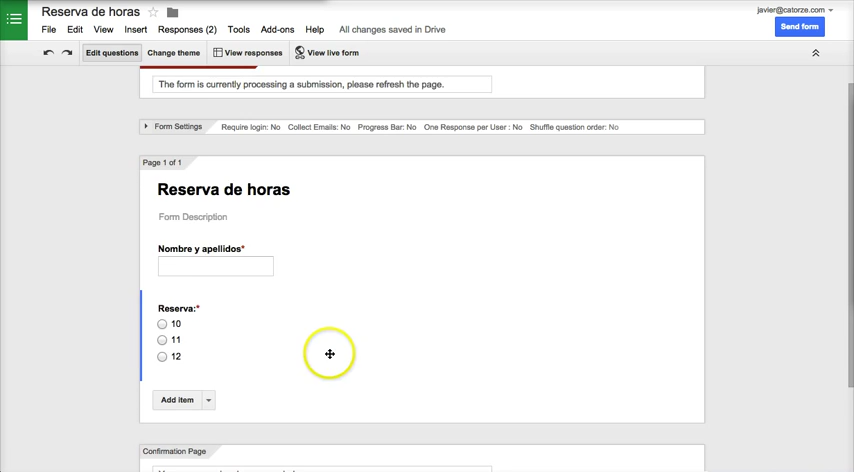 Reserva de horas
javier@catorze.com
File Edit View Insert Responses (2) Tools Add-ons Help All changes saved in Drive
Send form
Edit questions Change theme View responses View live form
The form is currently processing a submission, please refresh the page.
Form Settings Require login: No Collect Emails: No Progress Bar: No One Response per User : No Shuffle question order: No
Page 1 of 1
Reserva de horas
Form Description
Nombre y apellidos*
Reserva:*
10
11
12
Add item
Confirmation Page